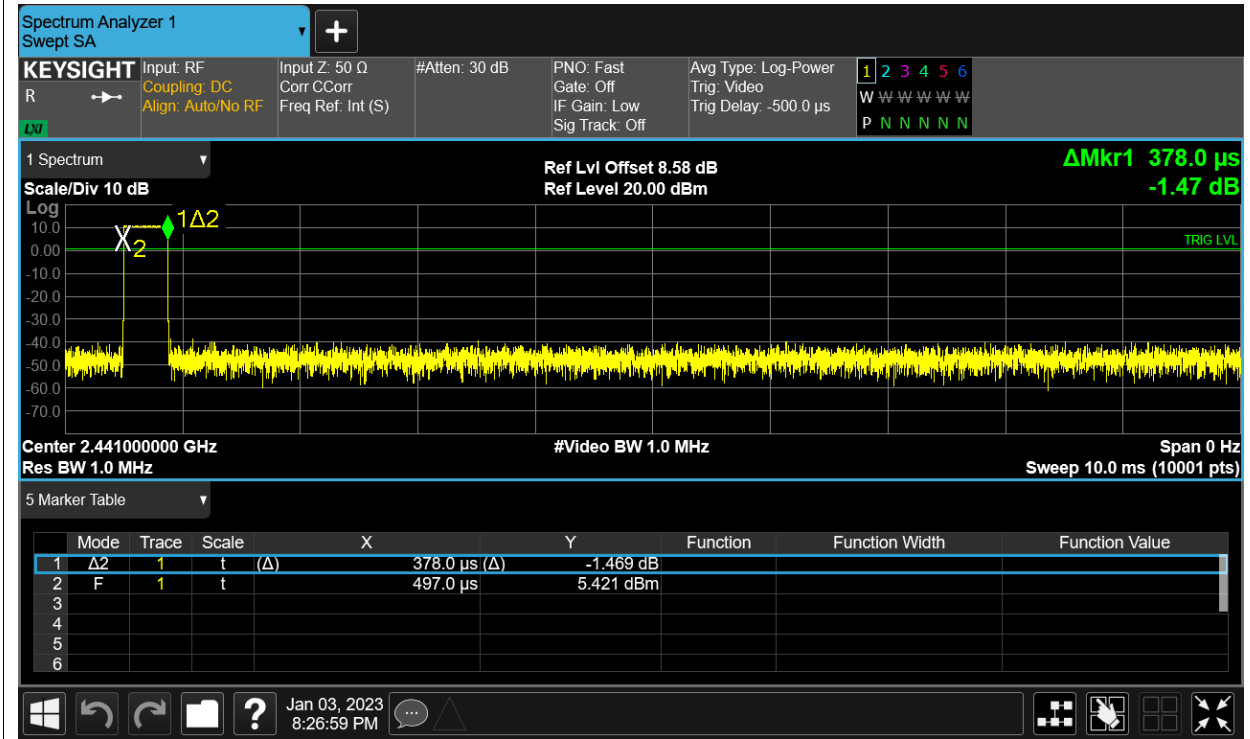 Spectrum Analyzer 1
Swept SA
+
KEYSIGHT Input: RF Input Z: 50 Ω #Atten: 30 dB PNO: Fast Avg Type: Log-Power 1 2 3 4 5 6
R Coupling: DC Corr CCorr Gate: Off Trig: Video W W W W W W
Align: Auto/No RF Freq Ref: Int (S) IF Gain: Low Trig Delay: -500.0 µs
LXI Sig Track: Off P N N N N N
1 Spectrum Ref Lvl Offset 8.58 dB ΔMkr1 378.0 µs
Scale/Div 10 dB Ref Level 20.00 dBm -1.47 dB
Log
1Δ2
10.0
X2
TRIG LVL
0.00
-10.0
-20.0
-30.0
-40.0
-50.0
-60.0
-70.0
Center 2.441000000 GHz #Video BW 1.0 MHz Span 0 Hz
Res BW 1.0 MHz Sweep 10.0 ms (10001 pts)
5 Marker Table
Mode Trace Scale X Y Function Function Width Function Value
1 Δ2 1 t (Δ) 378.0 µs (Δ) -1.469 dB
2 F 1 t 497.0 µs 5.421 dBm
3
4
5
6
? Jan 03, 2023
8:26:59 PM